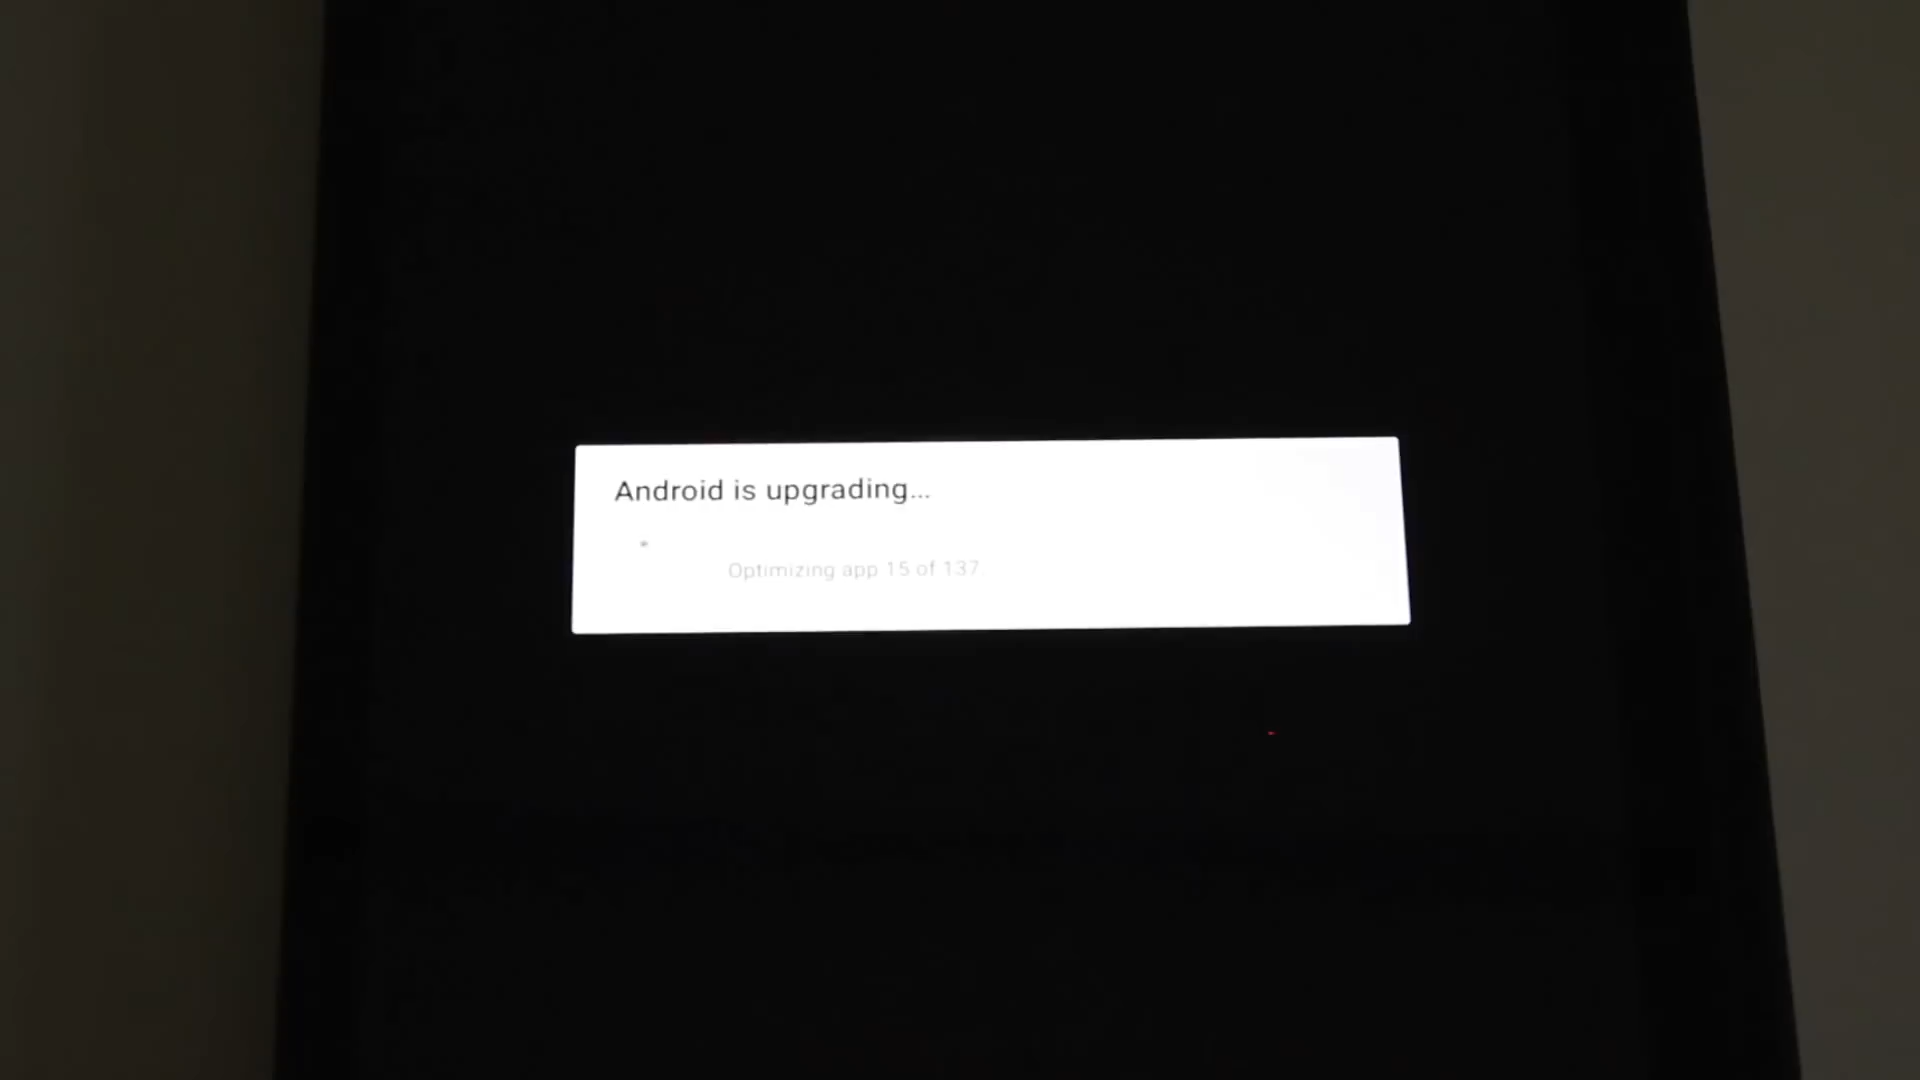 Android is upgrading...
Optimizing app 15 of 137.